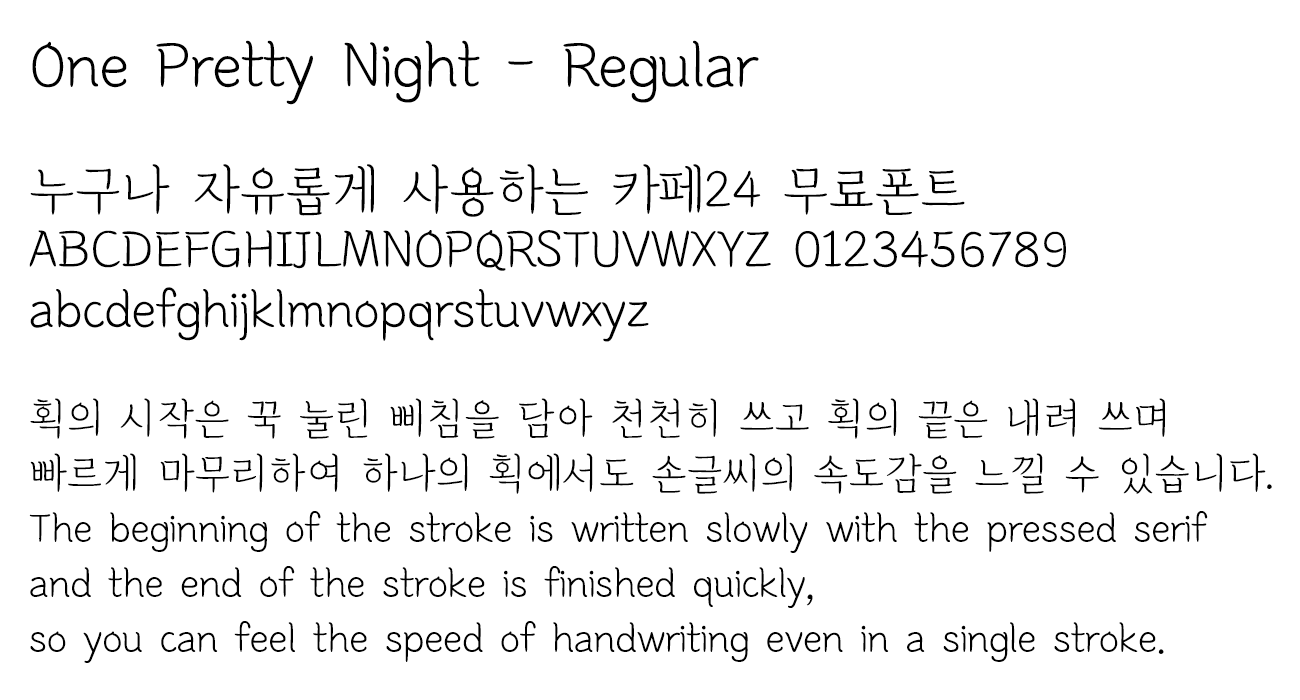 One Pretty Night - Regular
누구나 자유롭게 사용하는 카페24 무료폰트
ABCDEFGHIJLMNOPQRSTUVWXYZ 0123456789
abcdefghijklmnopqrstuvwxyz
획의 시작은 꾹 눌린 삐침을 담아 천천히 쓰고 획의 끝은 내려 쓰며
빠르게 마무리하여 하나의 획에서도 손글씨의 속도감을 느낄 수 있습니다.
The beginning of the stroke is written slowly with the pressed serif
and the end of the stroke is finished quickly,
so you can feel the speed of handwriting even in a single stroke.